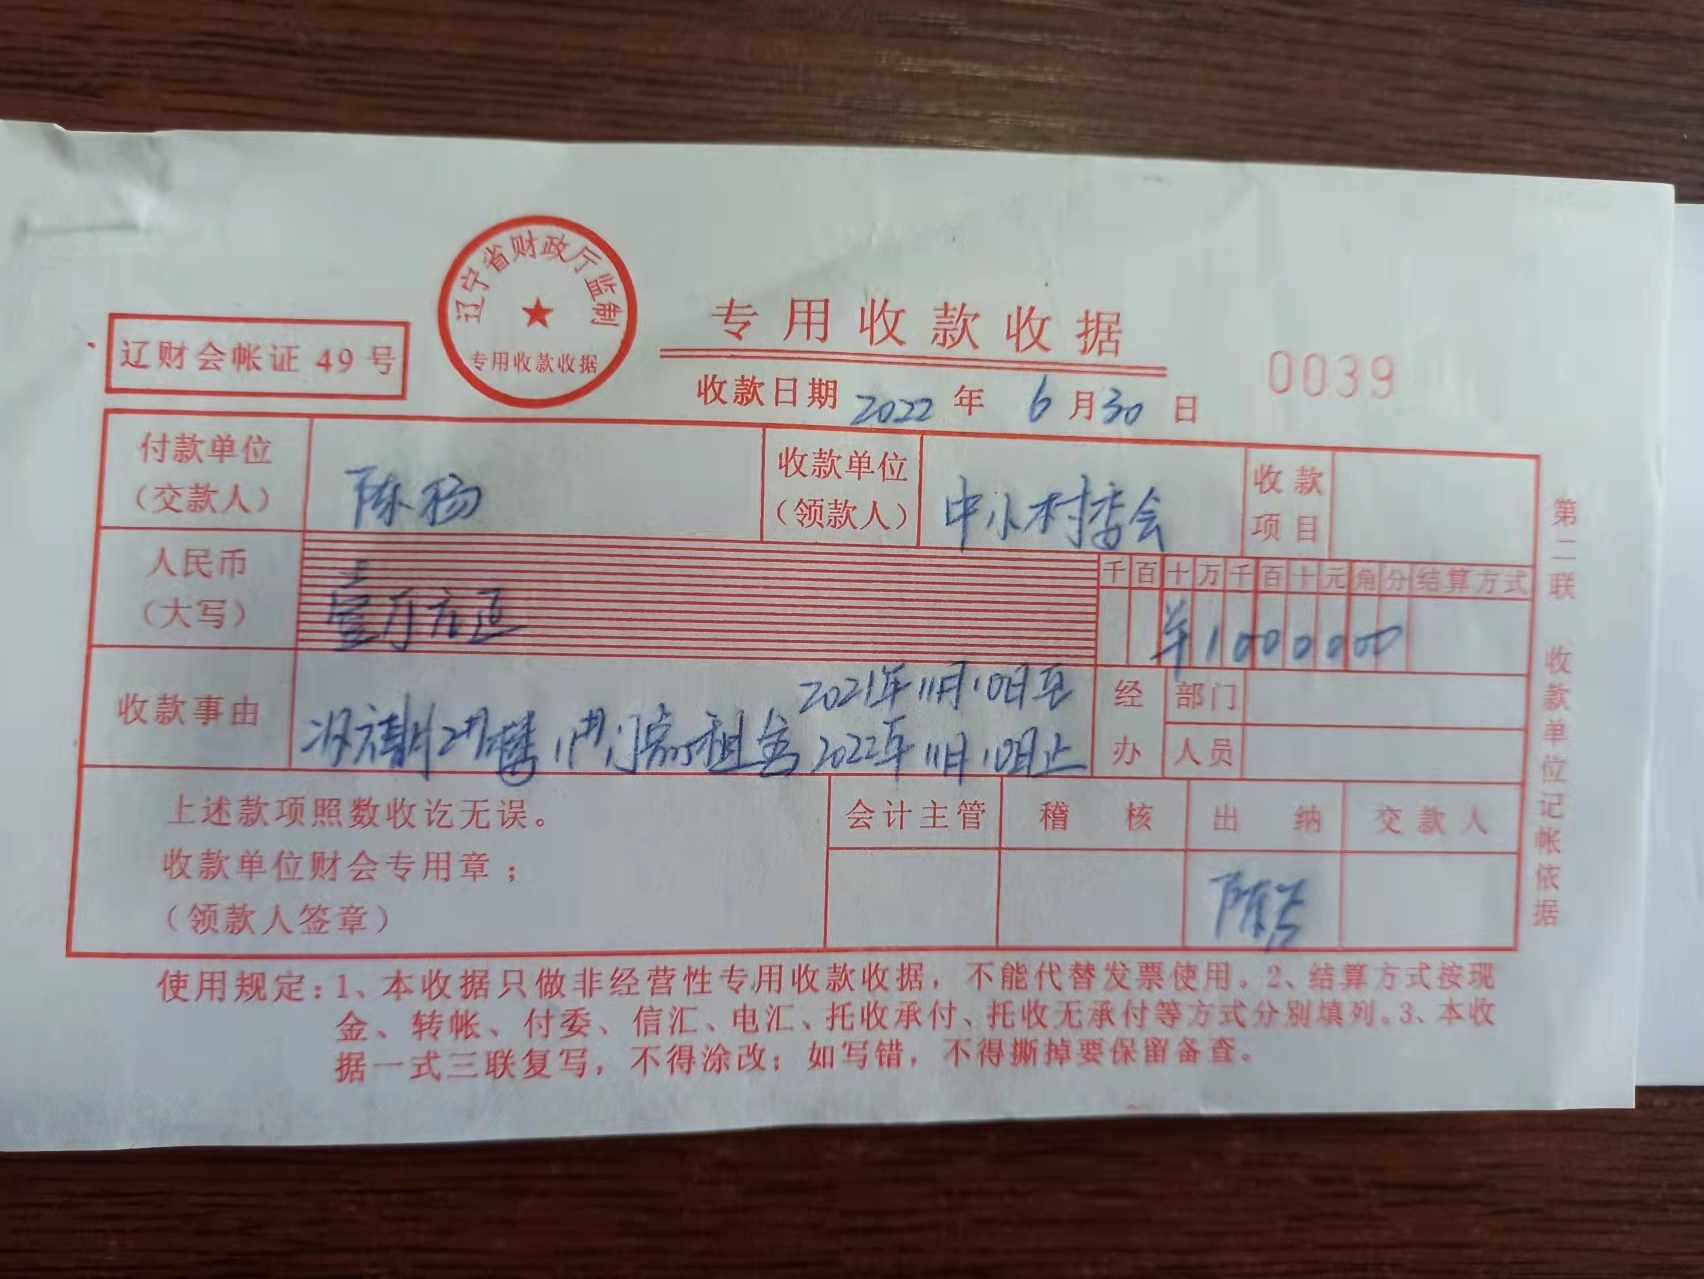 辽宁省财政厅监制
专用收款收据
专用收款收据
0039
辽财会帐证 49 号
收款日期 2022 年 6 月 30 日
付款单位
（交款人）
陈杨
收款单位
（领款人）
中小村委会
收款
项目
人民币
（大写）
壹万元正
千百十万千百十元角分 结算方式
¥1000000
收款事由
门市房租金
2021年11月10日至
2022年11月10日止
经办
部门
人员
上述款项照数收讫无误。
收款单位财会专用章；
（领款人签章）
会计主管
稽核
出纳
交款人
使用规定：1、本收据只做非经营性专用收款收据，不能代替发票使用。2、结算方式按现
金、转帐、付委、信汇、电汇、托收承付、托收无承付等方式分别填列。3、本收
据一式三联复写，不得涂改；如写错，不得撕掉要保留备查。
第二联 收款单位记帐依据